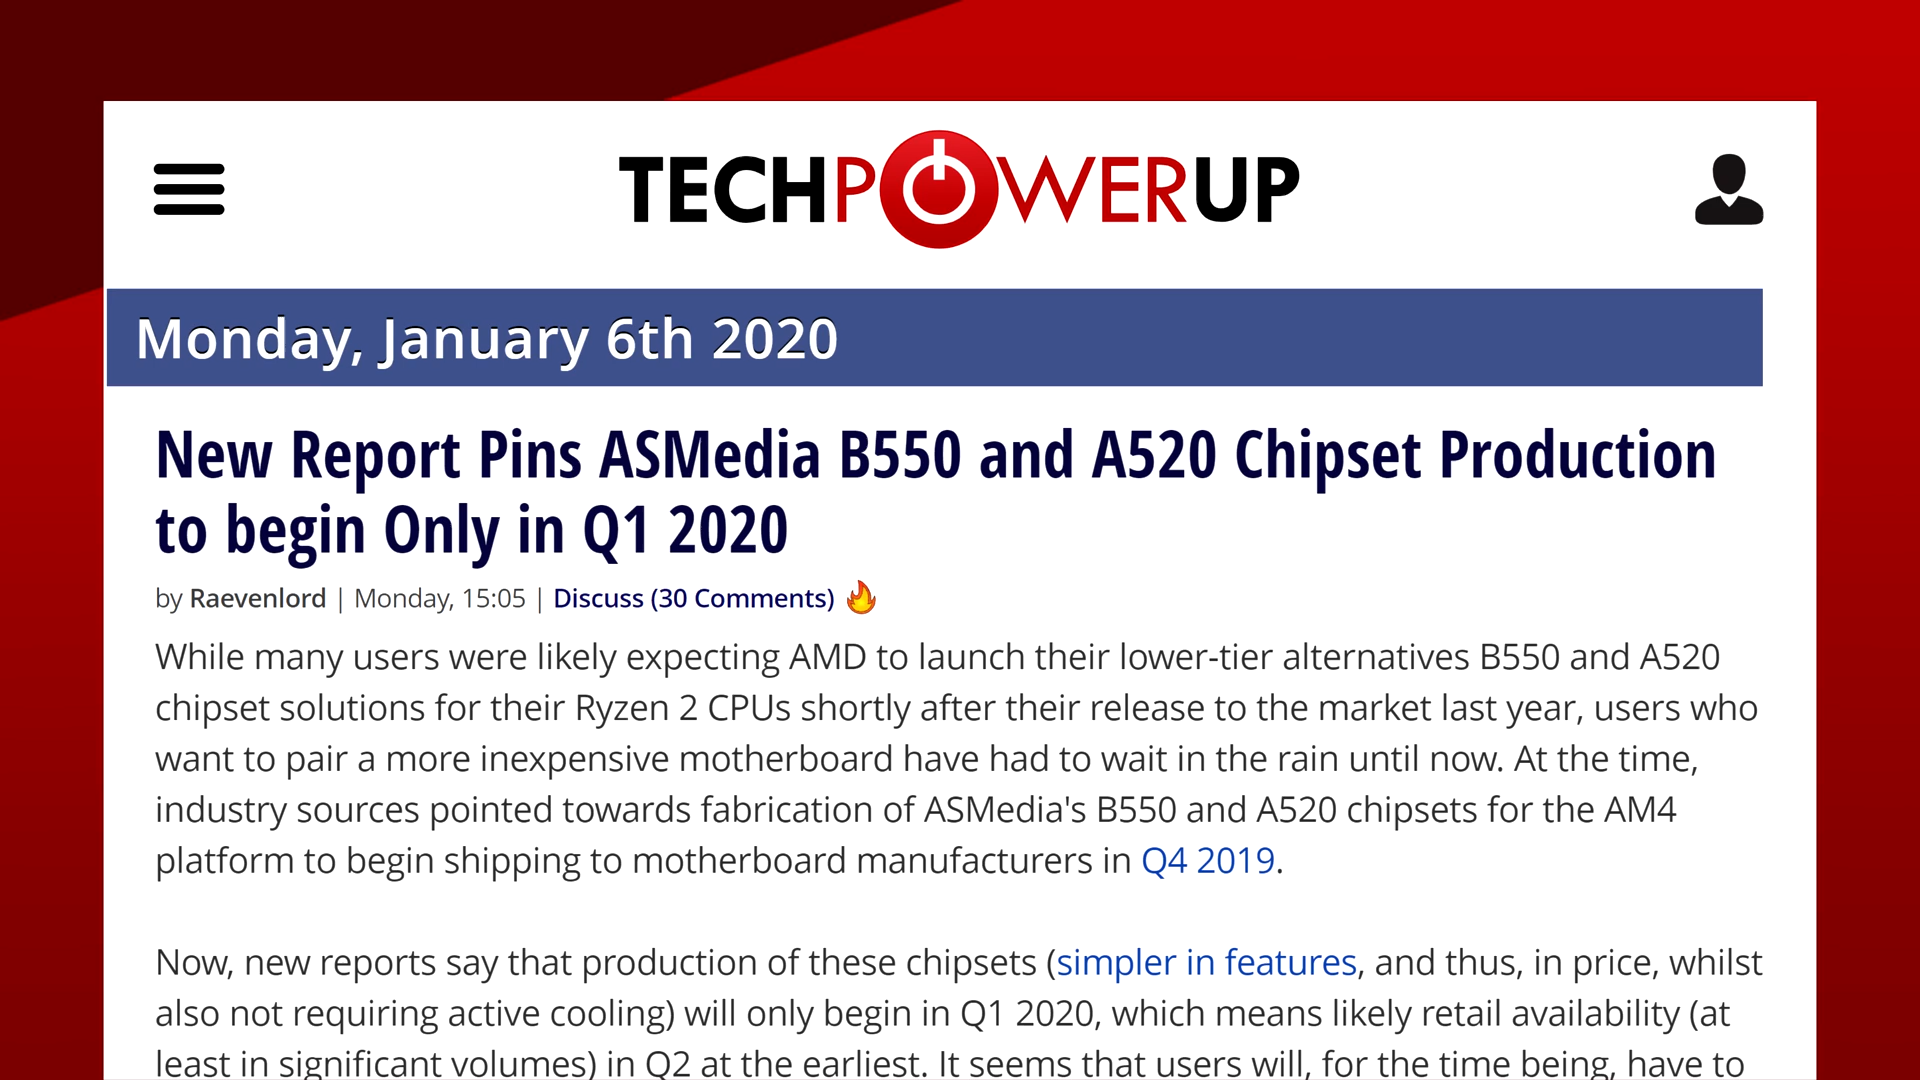 TECHPOWERUP
Monday, January 6th 2020
New Report Pins ASMedia B550 and A520 Chipset Production
to begin Only in Q1 2020
by Raevenlord | Monday, 15:05 | Discuss (30 Comments)
While many users were likely expecting AMD to launch their lower-tier alternatives B550 and A520
chipset solutions for their Ryzen 2 CPUs shortly after their release to the market last year, users who
want to pair a more inexpensive motherboard have had to wait in the rain until now. At the time,
industry sources pointed towards fabrication of ASMedia's B550 and A520 chipsets for the AM4
platform to begin shipping to motherboard manufacturers in Q4 2019.
Now, new reports say that production of these chipsets (simpler in features, and thus, in price, whilst
also not requiring active cooling) will only begin in Q1 2020, which means likely retail availability (at
least in significant volumes) in Q2 at the earliest. It seems that users will, for the time being, have to